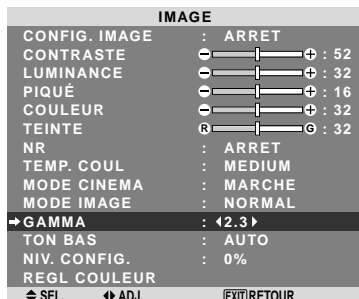 IMAGE
CONFIG. IMAGE : ARRET
CONTRASTE : 52
LUMINANCE : 32
PIQUÉ : 16
COULEUR : 32
TEINTE R G : 32
NR : ARRET
TEMP. COUL : MEDIUM
MODE CINEMA : MARCHE
MODE IMAGE : NORMAL
GAMMA : 2.3
TON BAS : AUTO
NIV. CONFIG. : 0%
REGL COULEUR
SEL. ADJ. EXIT RETOUR